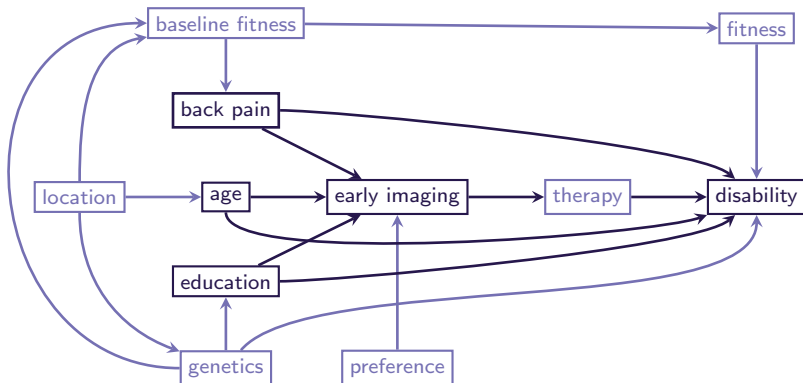 baseline fitness
fitness
back pain
location
age
early imaging
therapy
disability
education
genetics
preference